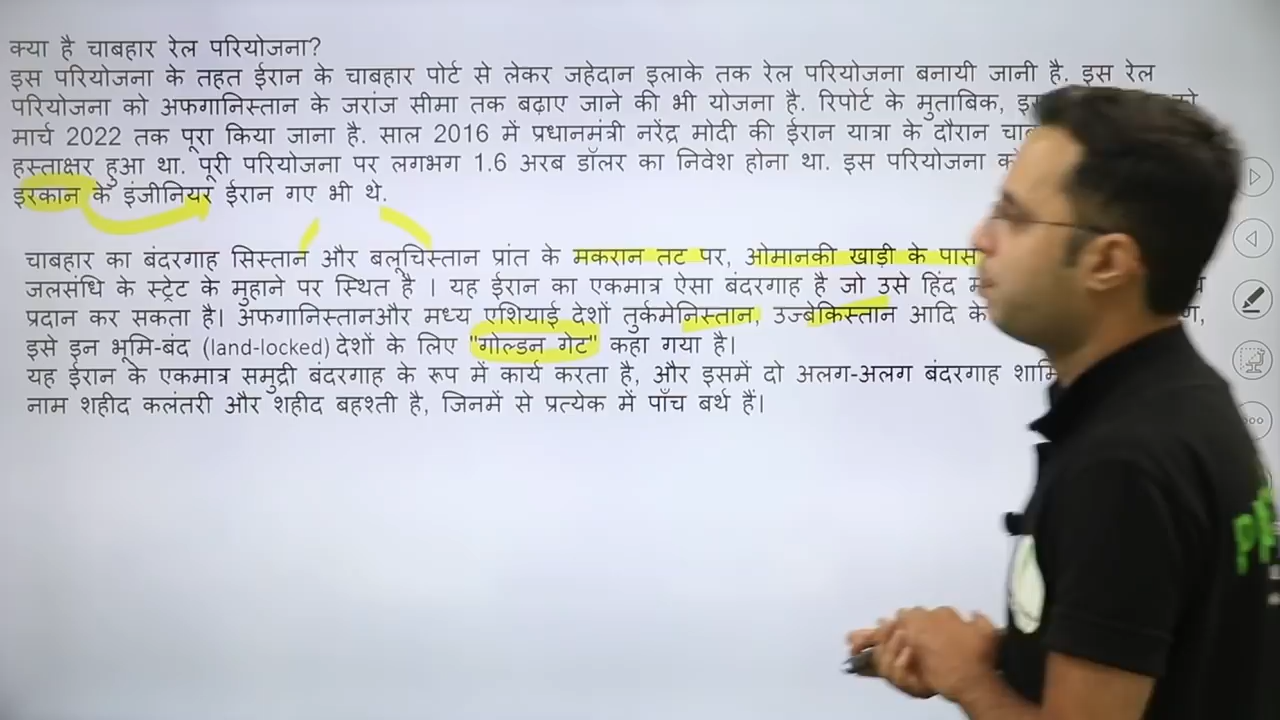 क्या है चाबहार रेल परियोजना?
इस परियोजना के तहत ईरान के चाबहार पोर्ट से लेकर जहेदान इलाके तक रेल परियोजना बनायी जानी है. इस रेल
परियोजना को अफगानिस्तान के जरांज सीमा तक बढ़ाए जाने की भी योजना है. रिपोर्ट के मुताबिक, को
मार्च 2022 तक पूरा किया जाना है. साल 2016 में प्रधानमंत्री नरेंद्र मोदी की ईरान यात्रा के दौरान
हस्ताक्षर हुआ था. पूरी परियोजना पर लगभग 1.6 अरब डॉलर का निवेश होना था. इस परियोजना
इरकान के इंजीनियर ईरान गए भी थे.
चाबहार का बंदरगाह सिस्तान और बलूचिस्तान प्रांत के मकरान तट पर, ओमानकी खाड़ी के पास
जलसंधि के स्ट्रेट के मुहाने पर स्थित है । यह ईरान का एकमात्र ऐसा बंदरगाह है जो उसे हिंद
प्रदान कर सकता है। अफगानिस्तानऔर मध्य एशियाई देशों तुर्कमेनिस्तान, उज्बेकिस्तान आदि के
इसे इन भूमि-बंद (land-locked) देशों के लिए "गोल्डन गेट" कहा गया है।
यह ईरान के एकमात्र समुद्री बंदरगाह के रूप में कार्य करता है, और इसमें दो अलग-अलग बंदरगाह
नाम शहीद कलंतरी और शहीद बहश्ती है, जिनमें से प्रत्येक में पाँच बर्थ हैं।